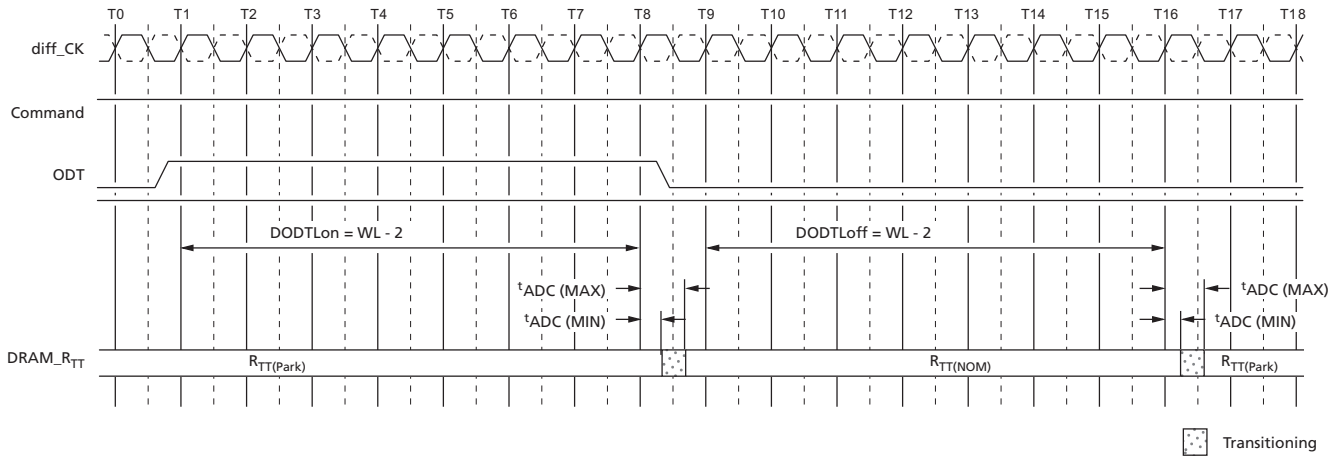 T0 T1 T2 T3 T4 T5 T6 T7 T8 T9 T10 T11 T12 T13 T14 T15 T16 T17 T18
diff_CK
Command
ODT
DODTLon = WL - 2 DODTLoff = WL - 2
tADC (MAX) tADC (MAX)
tADC (MIN) tADC (MIN)
DRAM_RTT RTT(Park) RTT(NOM) RTT(Park)
Transitioning